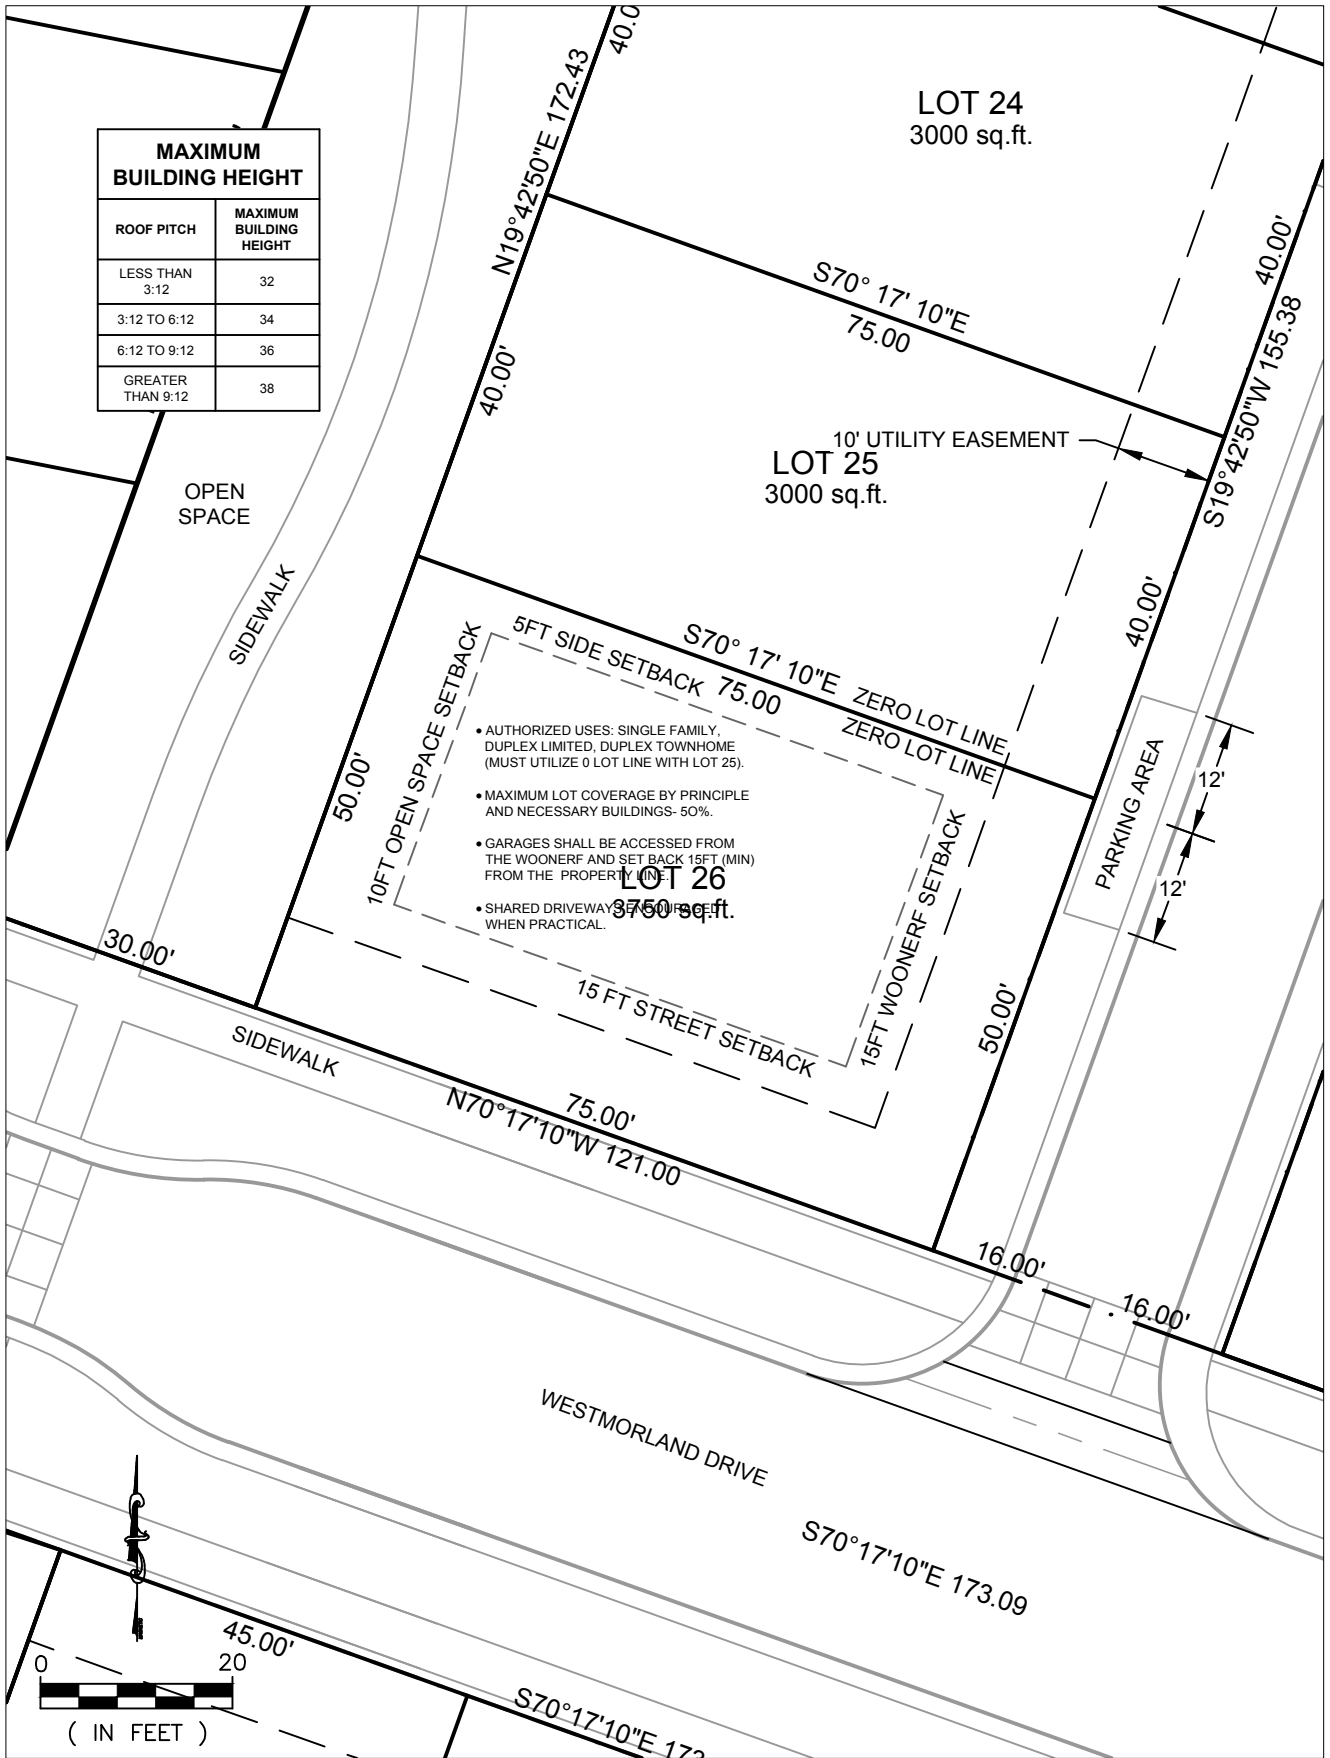 40.0
LOT 24
3000 sq.ft.
N19°42'50"E 172.43
MAXIMUM
BUILDING HEIGHT
ROOF PITCH
MAXIMUM
BUILDING
HEIGHT
LESS THAN
3:12
32
3:12 TO 6:12
34
6:12 TO 9:12
36
GREATER
THAN 9:12
38
40.00'
S70° 17' 10"E
75.00
40.00'
S19°42'50"W 155.38
10' UTILITY EASEMENT
LOT 25
3000 sq.ft.
OPEN
SPACE
SIDEWALK
40.00'
5FT SIDE SETBACK
S70° 17' 10"E
75.00
ZERO LOT LINE
ZERO LOT LINE
10FT OPEN SPACE SETBACK
50.00'
• AUTHORIZED USES: SINGLE FAMILY,
DUPLEX LIMITED, DUPLEX TOWNHOME
(MUST UTILIZE 0 LOT LINE WITH LOT 25).
• MAXIMUM LOT COVERAGE BY PRINCIPLE
AND NECESSARY BUILDINGS- 50%.
• GARAGES SHALL BE ACCESSED FROM
THE WOONERF AND SET BACK 15FT (MIN)
FROM THE PROPERTY LINE.
• SHARED DRIVEWAYS ENCOURAGED
WHEN PRACTICAL.
LOT 26
3750 sq.ft.
PARKING AREA
12'
12'
15FT WOONERF SETBACK
15 FT STREET SETBACK
50.00'
30.00'
SIDEWALK
75.00'
N70°17'10"W 121.00
16.00'
16.00'
WESTMORLAND DRIVE
S70°17'10"E 173.09
45.00'
0 20
( IN FEET )
S70°17'10"E 173